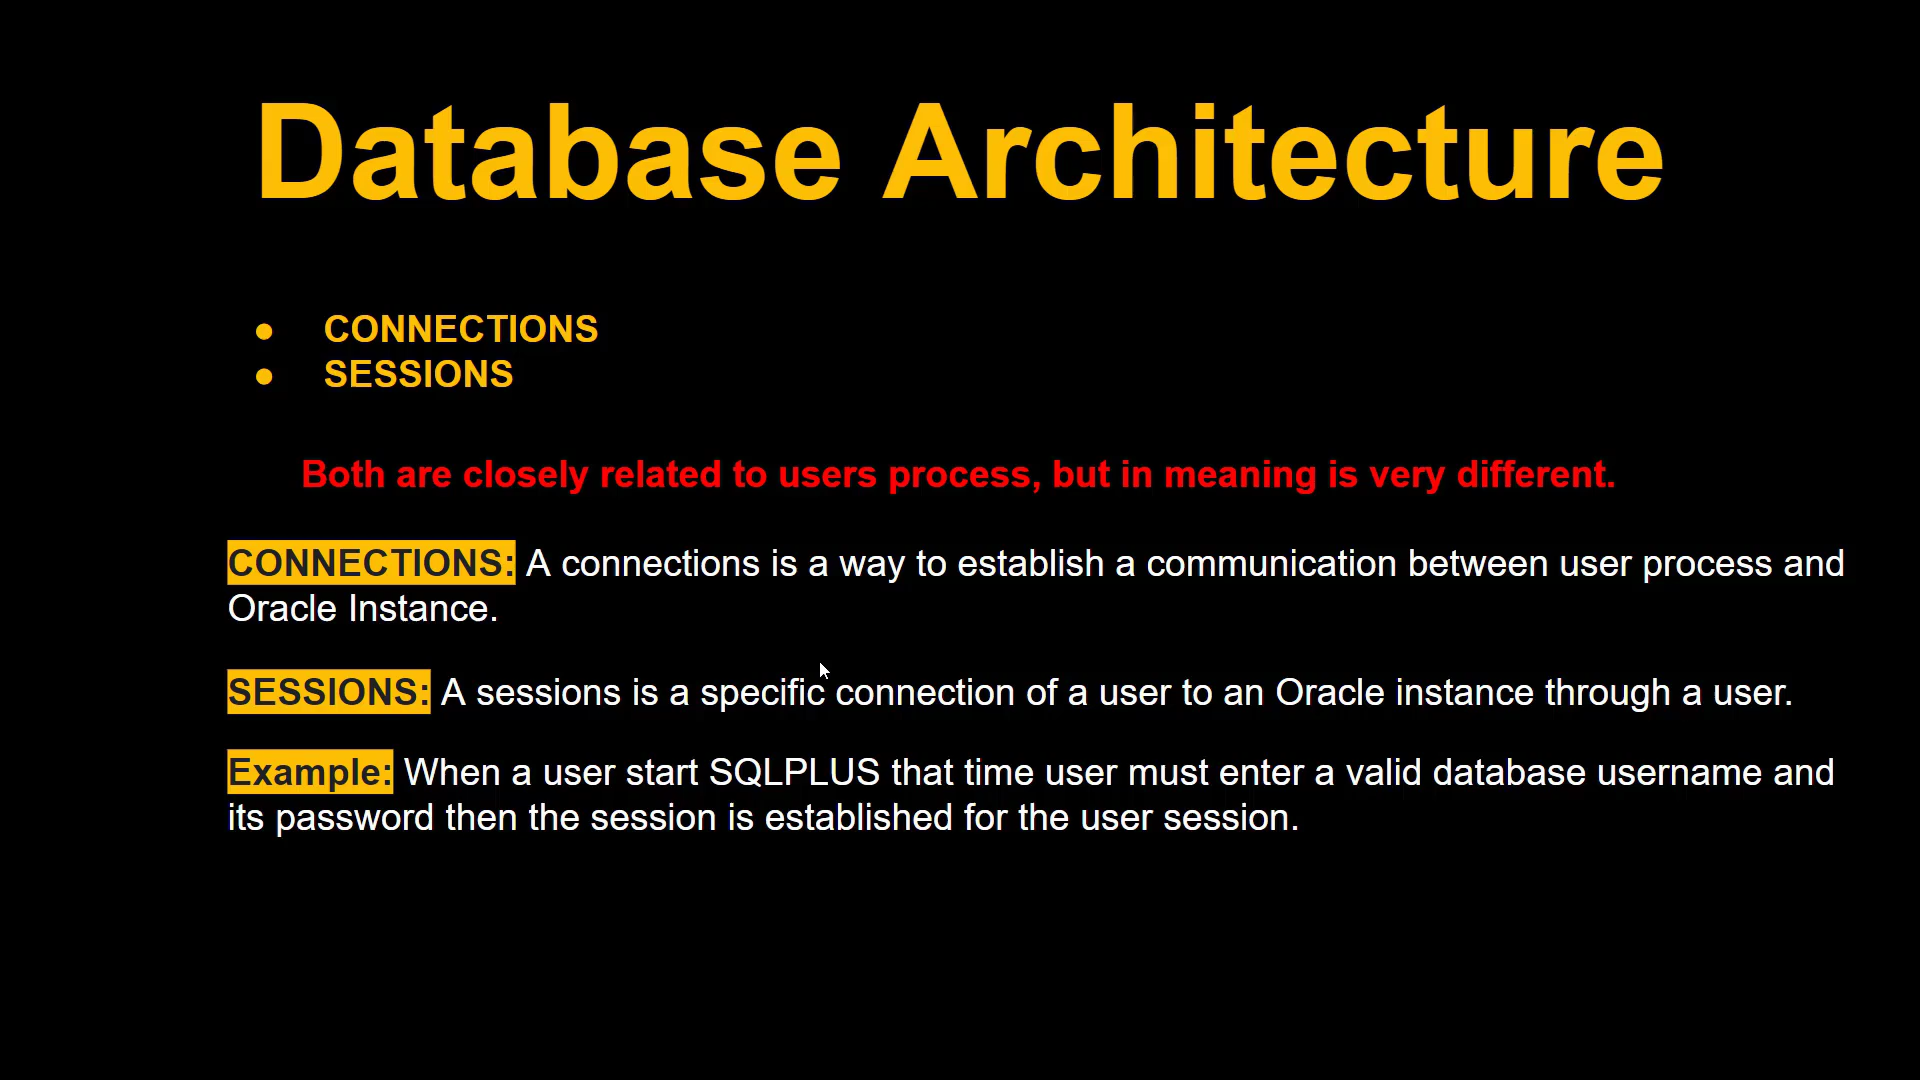 Database Architecture
● CONNECTIONS
● SESSIONS
Both are closely related to users process, but in meaning is very different.
CONNECTIONS: A connections is a way to establish a communication between user process and
Oracle Instance.
SESSIONS: A sessions is a specific connection of a user to an Oracle instance through a user.
Example: When a user start SQLPLUS that time user must enter a valid database username and
its password then the session is established for the user session.